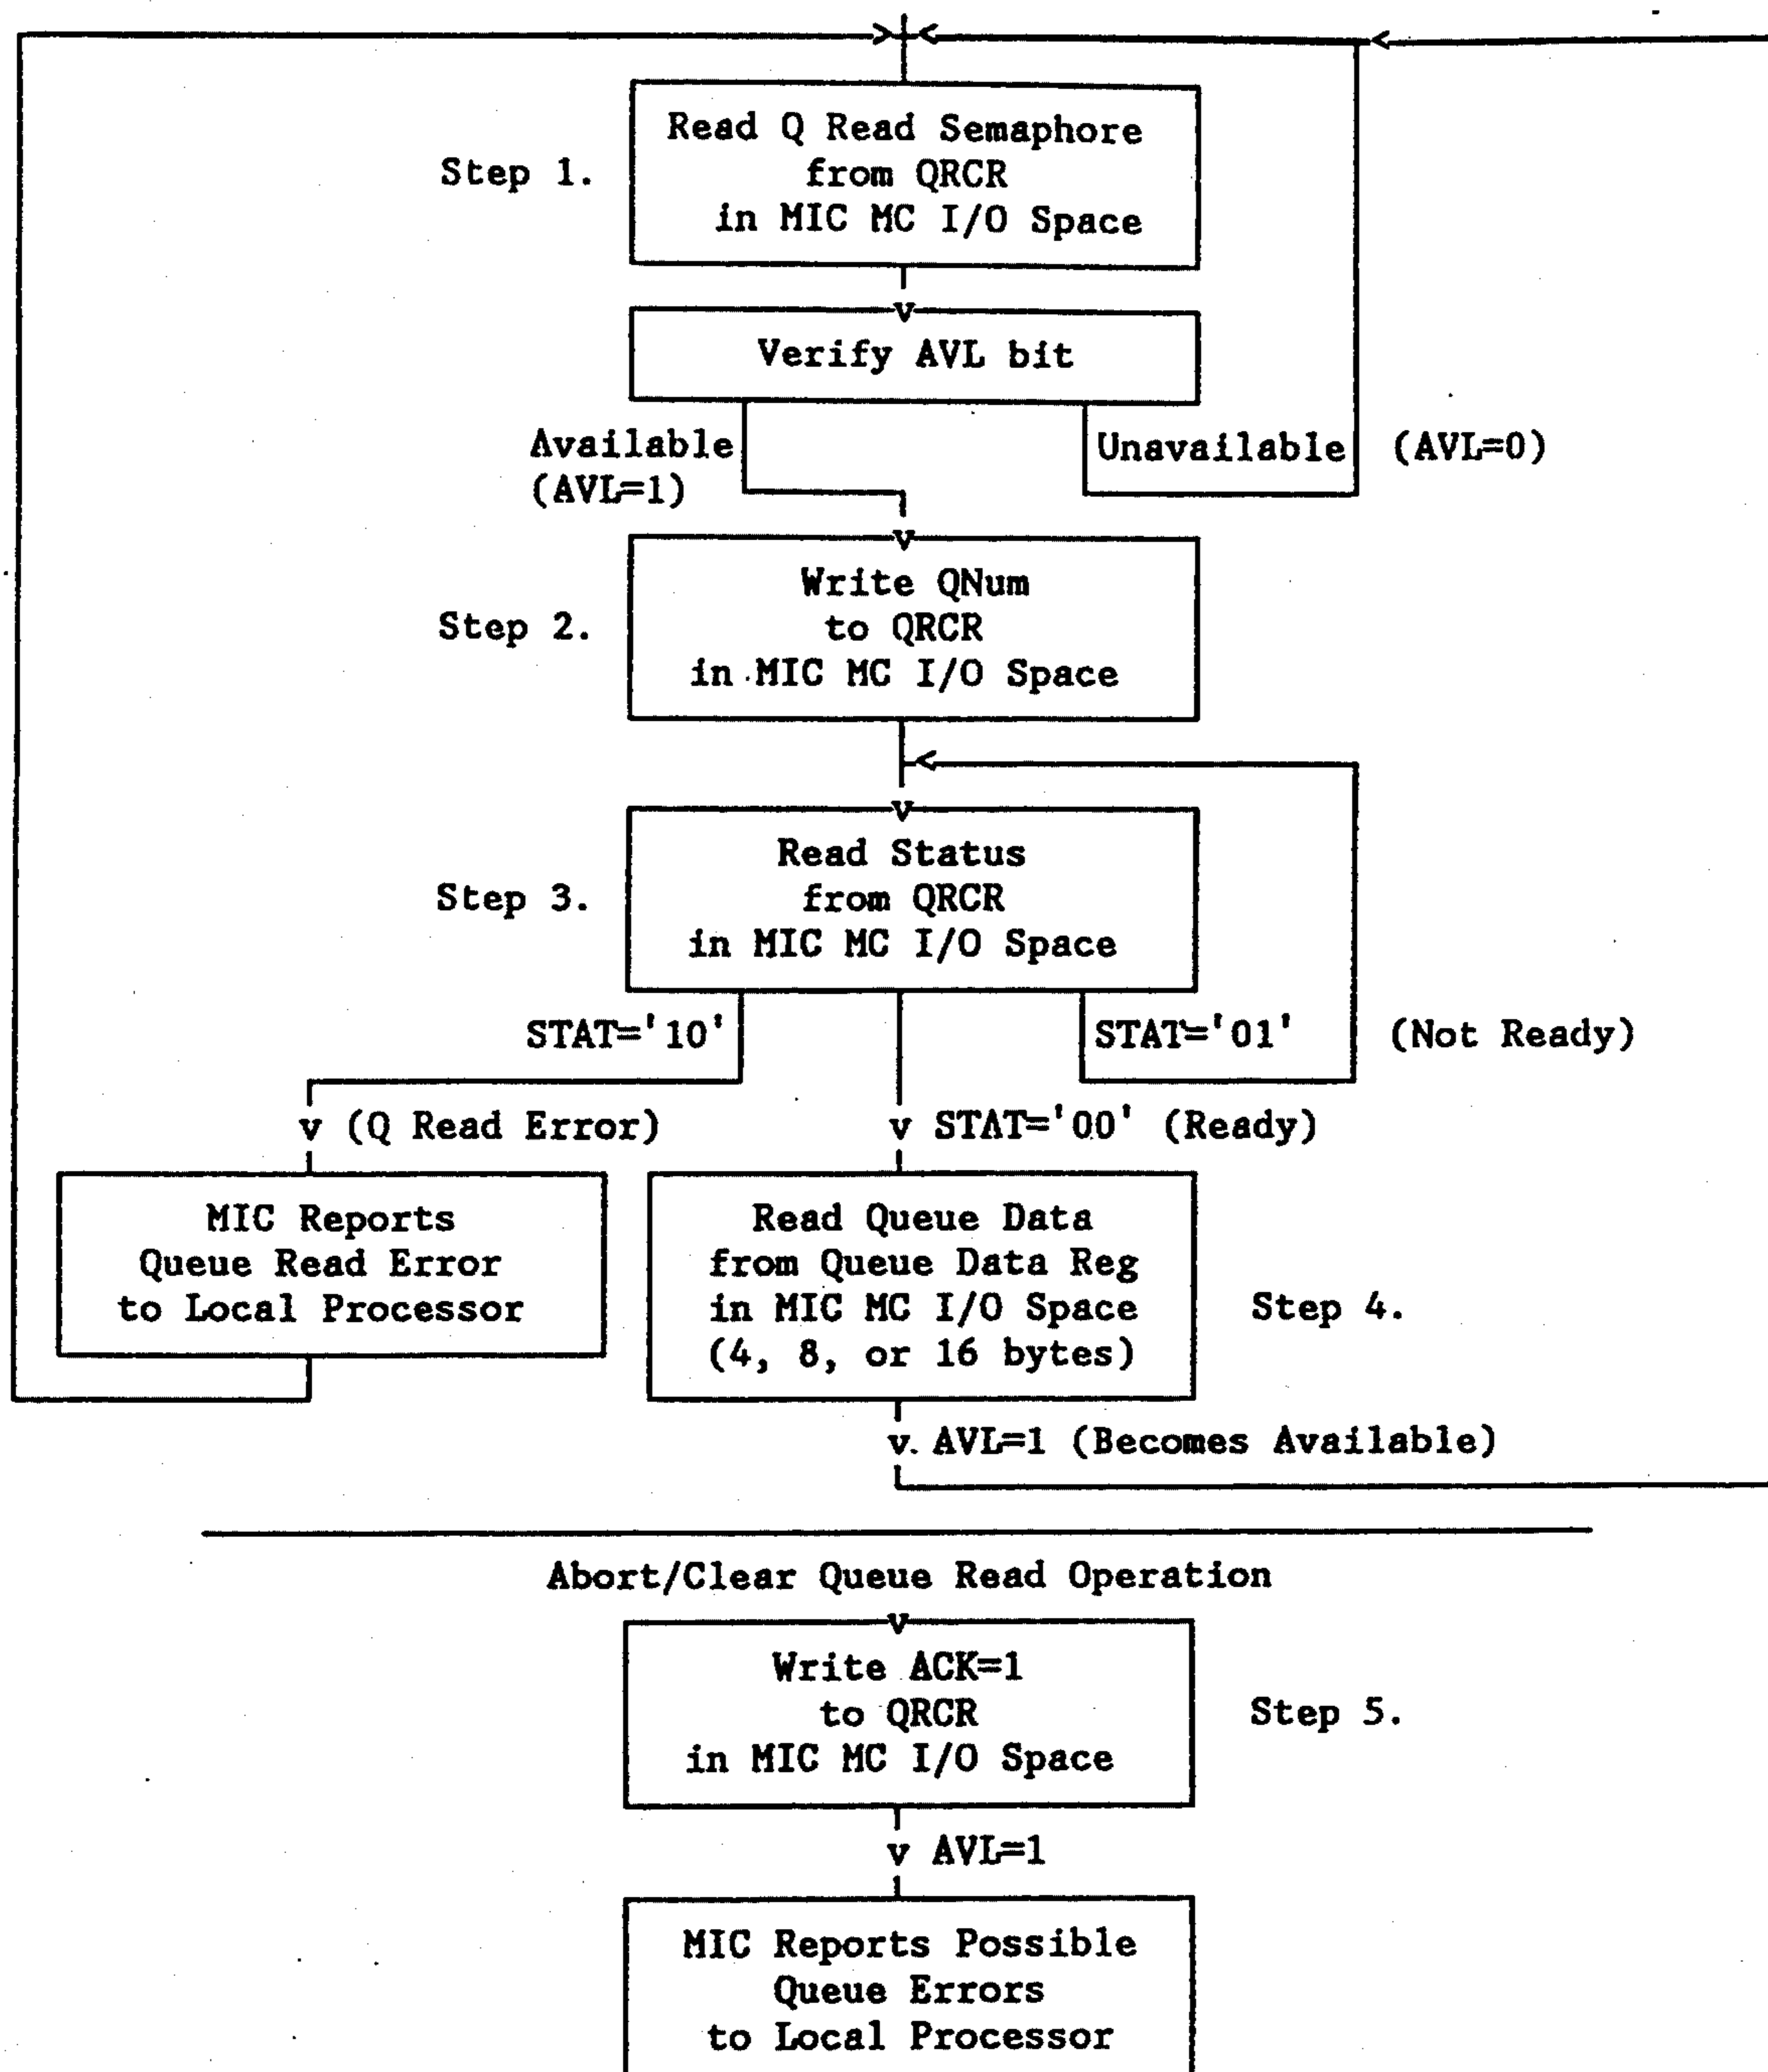 Read Q Read Semaphore
from QRCR
in MIC MC I/O Space
Step 1.
Verify AVL bit
Available
(AVL=1)
Unavailable (AVL=0)
Write QNum
to QRCR
in MIC MC I/O Space
Step 2.
Read Status
from QRCR
in MIC MC I/O Space
Step 3.
STAT='10'
STAT='01' (Not Ready)
v (Q Read Error)
v STAT='00' (Ready)
MIC Reports
Queue Read Error
to Local Processor
Read Queue Data
from Queue Data Reg
in MIC MC I/O Space
(4, 8, or 16 bytes)
Step 4.
v AVL=1 (Becomes Available)
Abort/Clear Queue Read Operation
Write ACK=1
to QRCR
in MIC MC I/O Space
Step 5.
v AVL=1
MIC Reports Possible
Queue Errors
to Local Processor